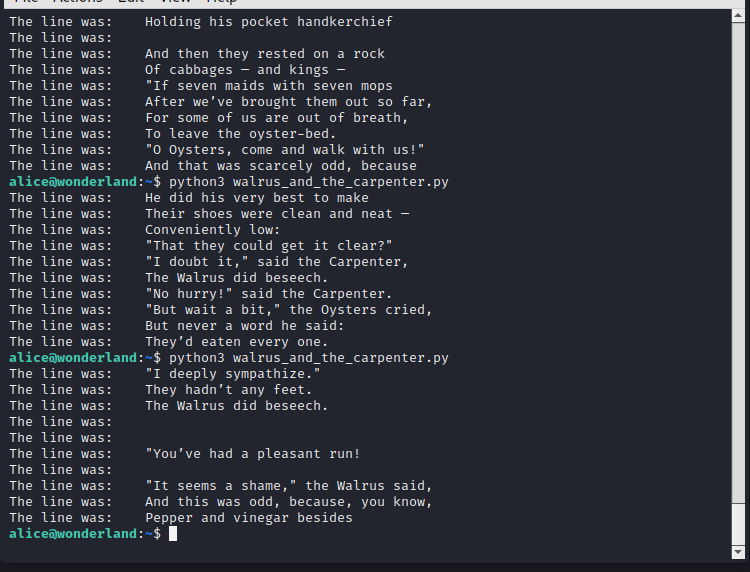 File Actions Edit View Help
The line was:    Holding his pocket handkerchief
The line was:
The line was:    And then they rested on a rock
The line was:    Of cabbages — and kings —
The line was:    "If seven maids with seven mops
The line was:    After we’ve brought them out so far,
The line was:    For some of us are out of breath,
The line was:    To leave the oyster-bed.
The line was:    "O Oysters, come and walk with us!"
The line was:    And that was scarcely odd, because
alice@wonderland:~$ python3 walrus_and_the_carpenter.py
The line was:    He did his very best to make
The line was:    Their shoes were clean and neat —
The line was:    Conveniently low:
The line was:    "That they could get it clear?"
The line was:    "I doubt it," said the Carpenter,
The line was:    The Walrus did beseech.
The line was:    "No hurry!" said the Carpenter.
The line was:    "But wait a bit," the Oysters cried,
The line was:    But never a word he said:
The line was:    They’d eaten every one.
alice@wonderland:~$ python3 walrus_and_the_carpenter.py
The line was:    "I deeply sympathize."
The line was:    They hadn’t any feet.
The line was:    The Walrus did beseech.
The line was:
The line was:
The line was:    "You’ve had a pleasant run!
The line was:
The line was:    "It seems a shame," the Walrus said,
The line was:    And this was odd, because, you know,
The line was:    Pepper and vinegar besides
alice@wonderland:~$